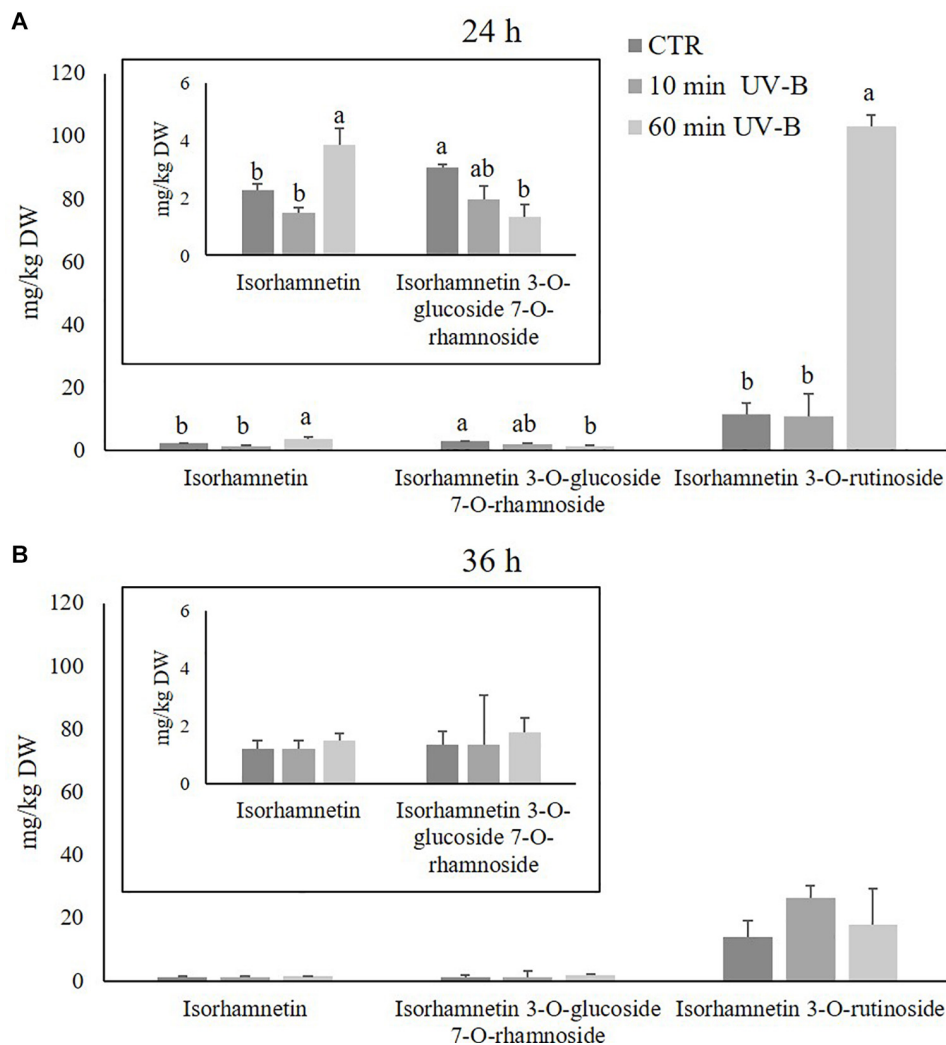 A
24 h
CTR
10 min UV-B
60 min UV-B
mg/kg DW
120
100
80
60
40
20
0
mg/kg DW
6
4
2
0
b
b
a
a
ab
b
Isorhamnetin
Isorhamnetin 3-O-
glucoside 7-O-
rhamnoside
b
b
a
a
ab
b
b
b
a
Isorhamnetin
Isorhamnetin 3-O-glucoside
7-O-rhamnoside
Isorhamnetin 3-O-rutinoside
B
36 h
mg/kg DW
120
100
80
60
40
20
0
mg/kg DW
6
4
2
0
Isorhamnetin
Isorhamnetin 3-O-
glucoside 7-O-
rhamnoside
Isorhamnetin
Isorhamnetin 3-O-glucoside
7-O-rhamnoside
Isorhamnetin 3-O-rutinoside